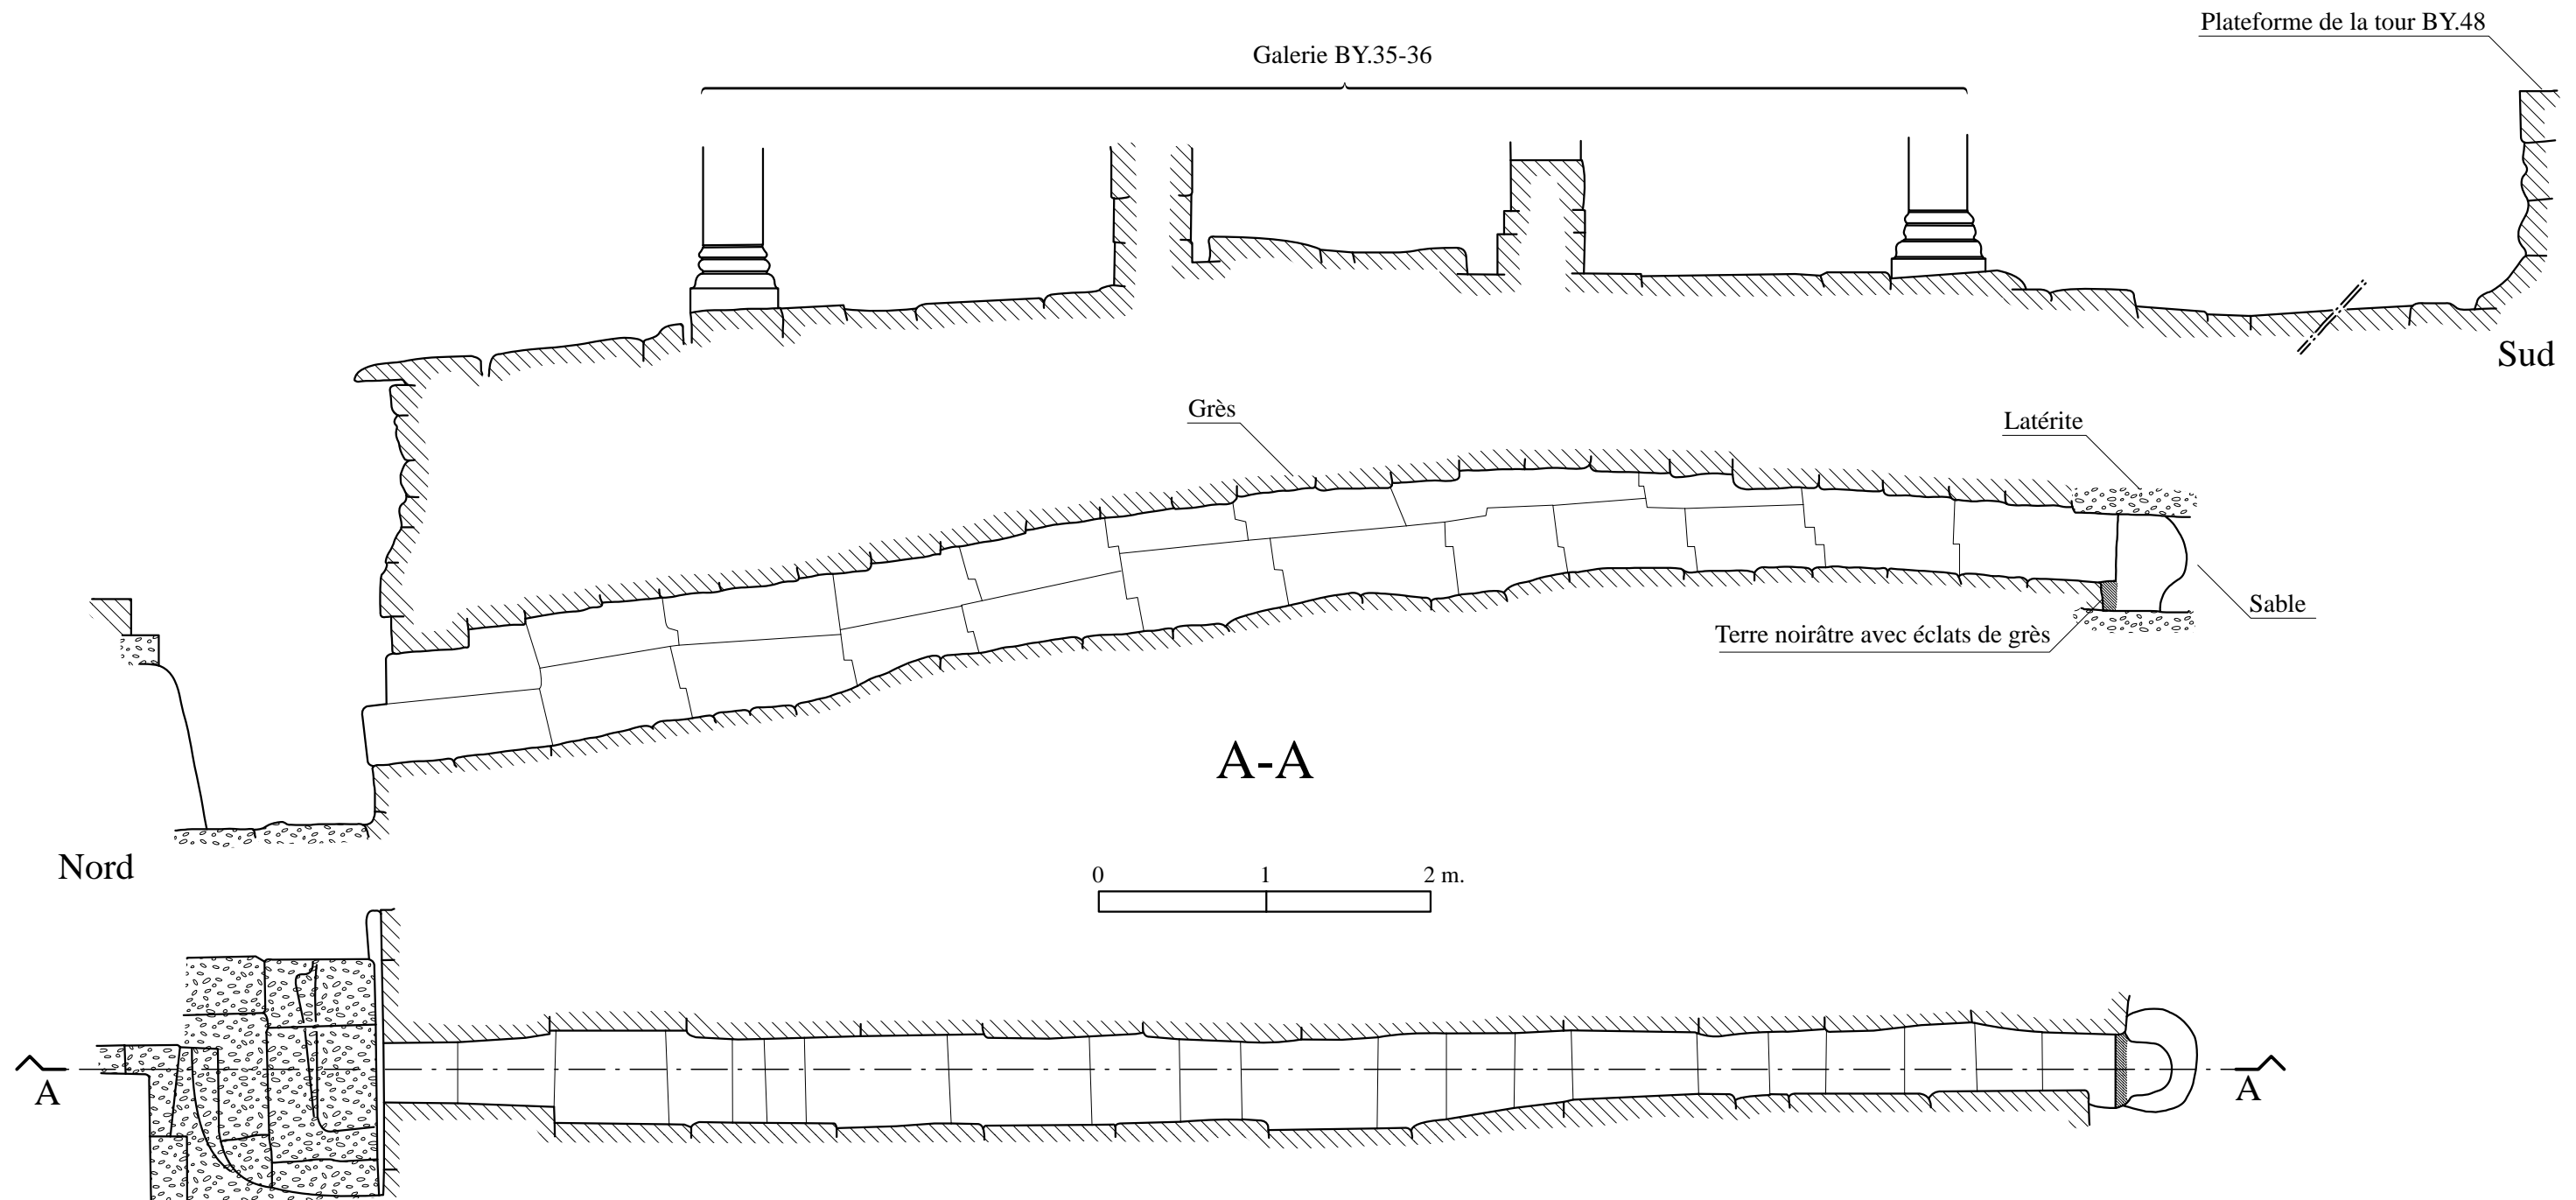 Plateforme de la tour BY.48
Galerie BY.35-36
Sud
Grès
Latérite
Sable
Terre noirâtre avec éclats de grès
A-A
Nord
0 1 2 m.
A A